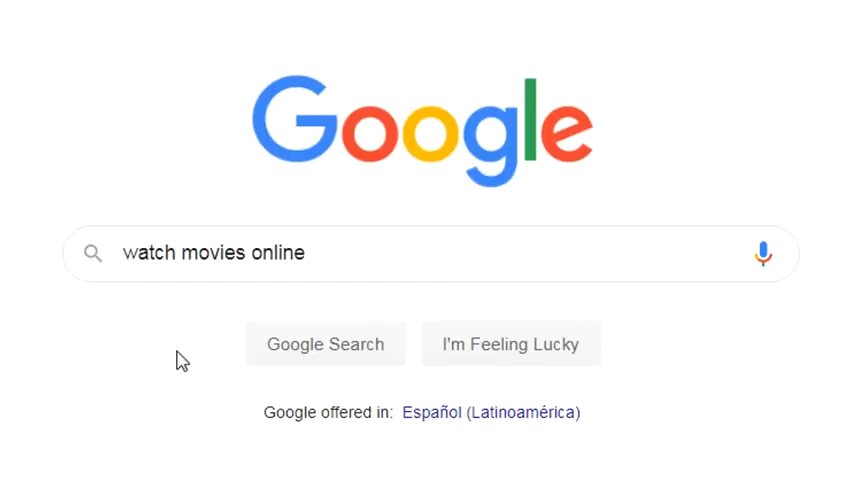 Google
watch movies online
Google Search
I'm Feeling Lucky
Google offered in: Español (Latinoamérica)